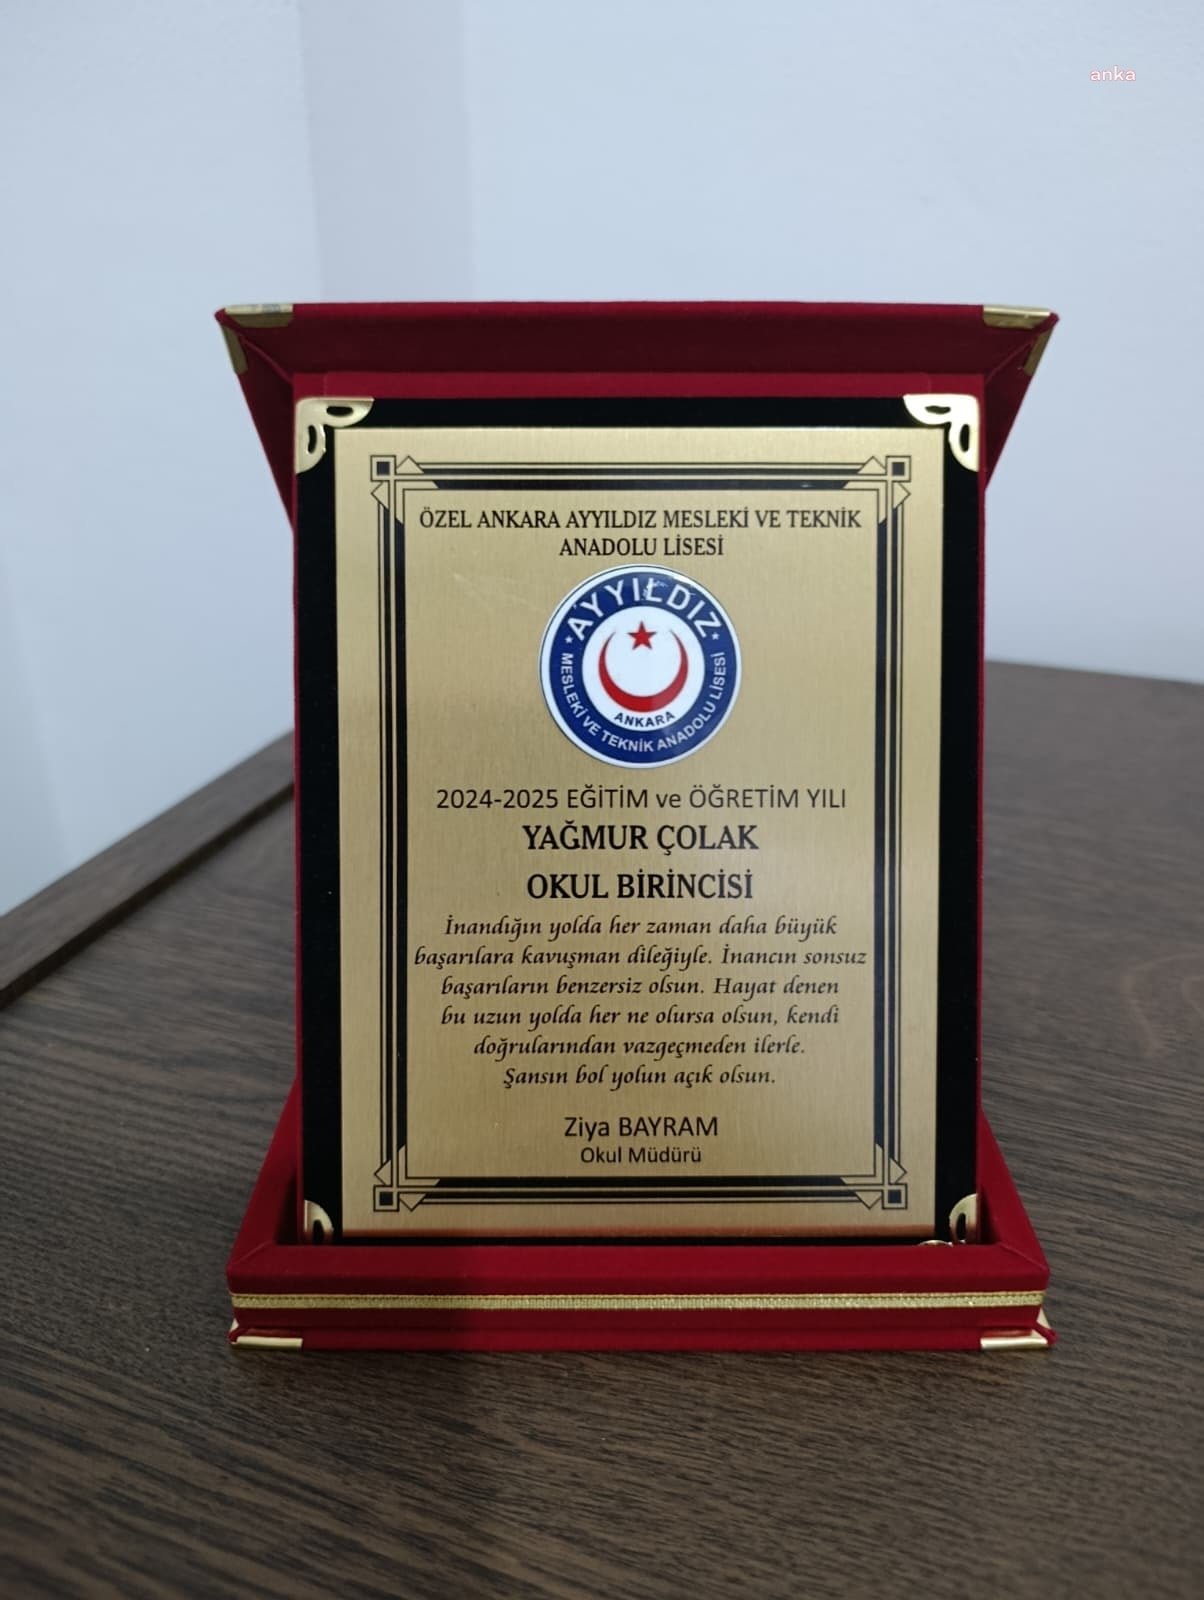 anka
ÖZEL ANKARA AYYILDIZ MESLEKİ VE TEKNİK
ANADOLU LİSESİ
AYYILDIZ
MESLEKİ VE TEKNİK ANADOLU LİSESİ
ANKARA
2024-2025 EĞİTİM ve ÖĞRETİM YILI
YAĞMUR ÇOLAK
OKUL BİRİNCİSİ
İnandığın yolda her zaman daha büyük
başarılara kavuşman dileğiyle. İnancın sonsuz
başarıların benzersiz olsun. Hayat denen
bu uzun yolda her ne olursa olsun, kendi
doğrularından vazgeçmeden ilerle.
Şansın bol yolun açık olsun.
Ziya BAYRAM
Okul Müdürü